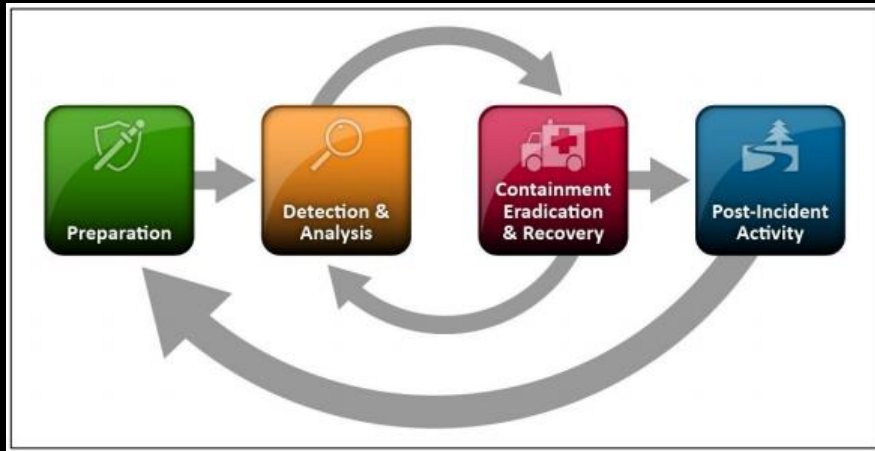 Preparation
Detection &
Analysis
Containment
Eradication
& Recovery
Post-Incident
Activity